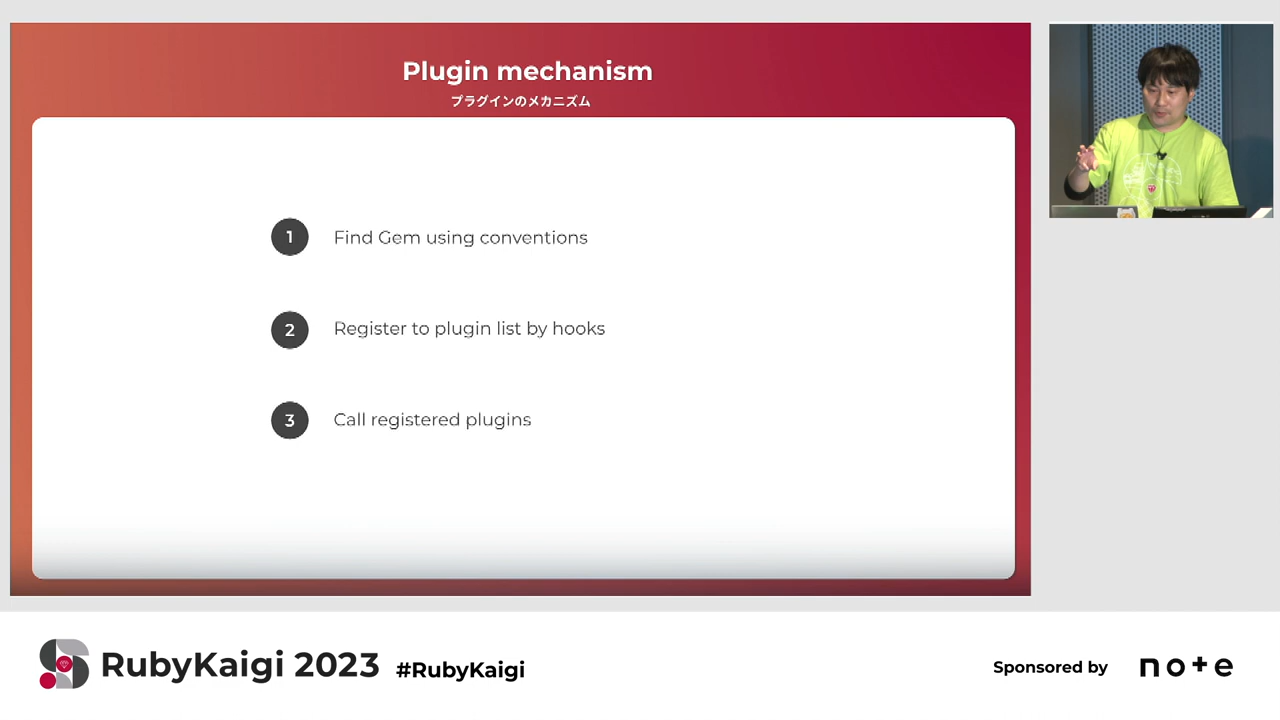 Plugin mechanism
プラグインのメカニズム
1 Find Gem using conventions
2 Register to plugin list by hooks
3 Call registered plugins
RubyKaigi 2023 #RubyKaigi
Sponsored by note